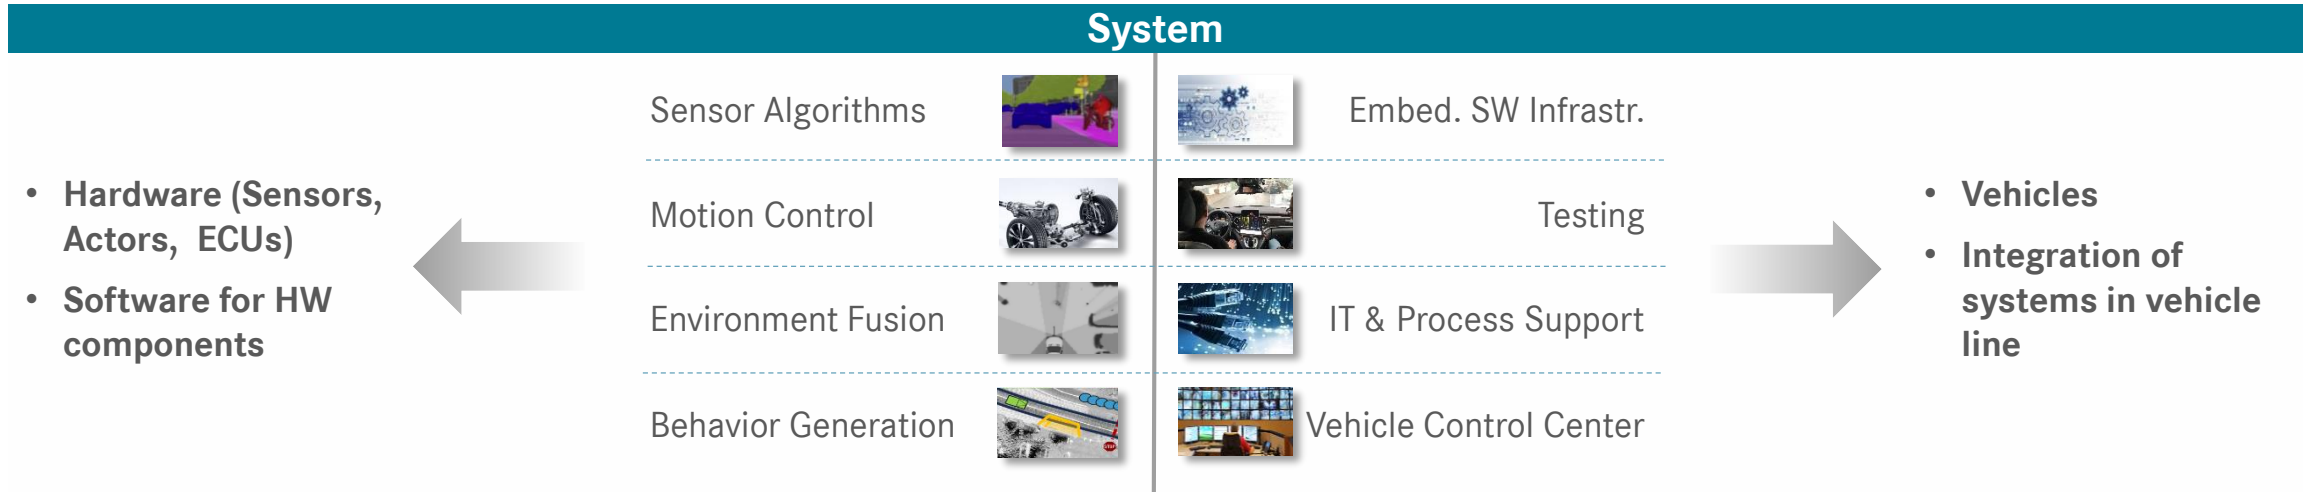 System
• Hardware (Sensors,
Actors, ECUs)
• Software for HW
components
Sensor Algorithms
Motion Control
Environment Fusion
Behavior Generation
Embed. SW Infrastr.
Testing
IT & Process Support
Vehicle Control Center
• Vehicles
• Integration of
systems in vehicle
line
STOP